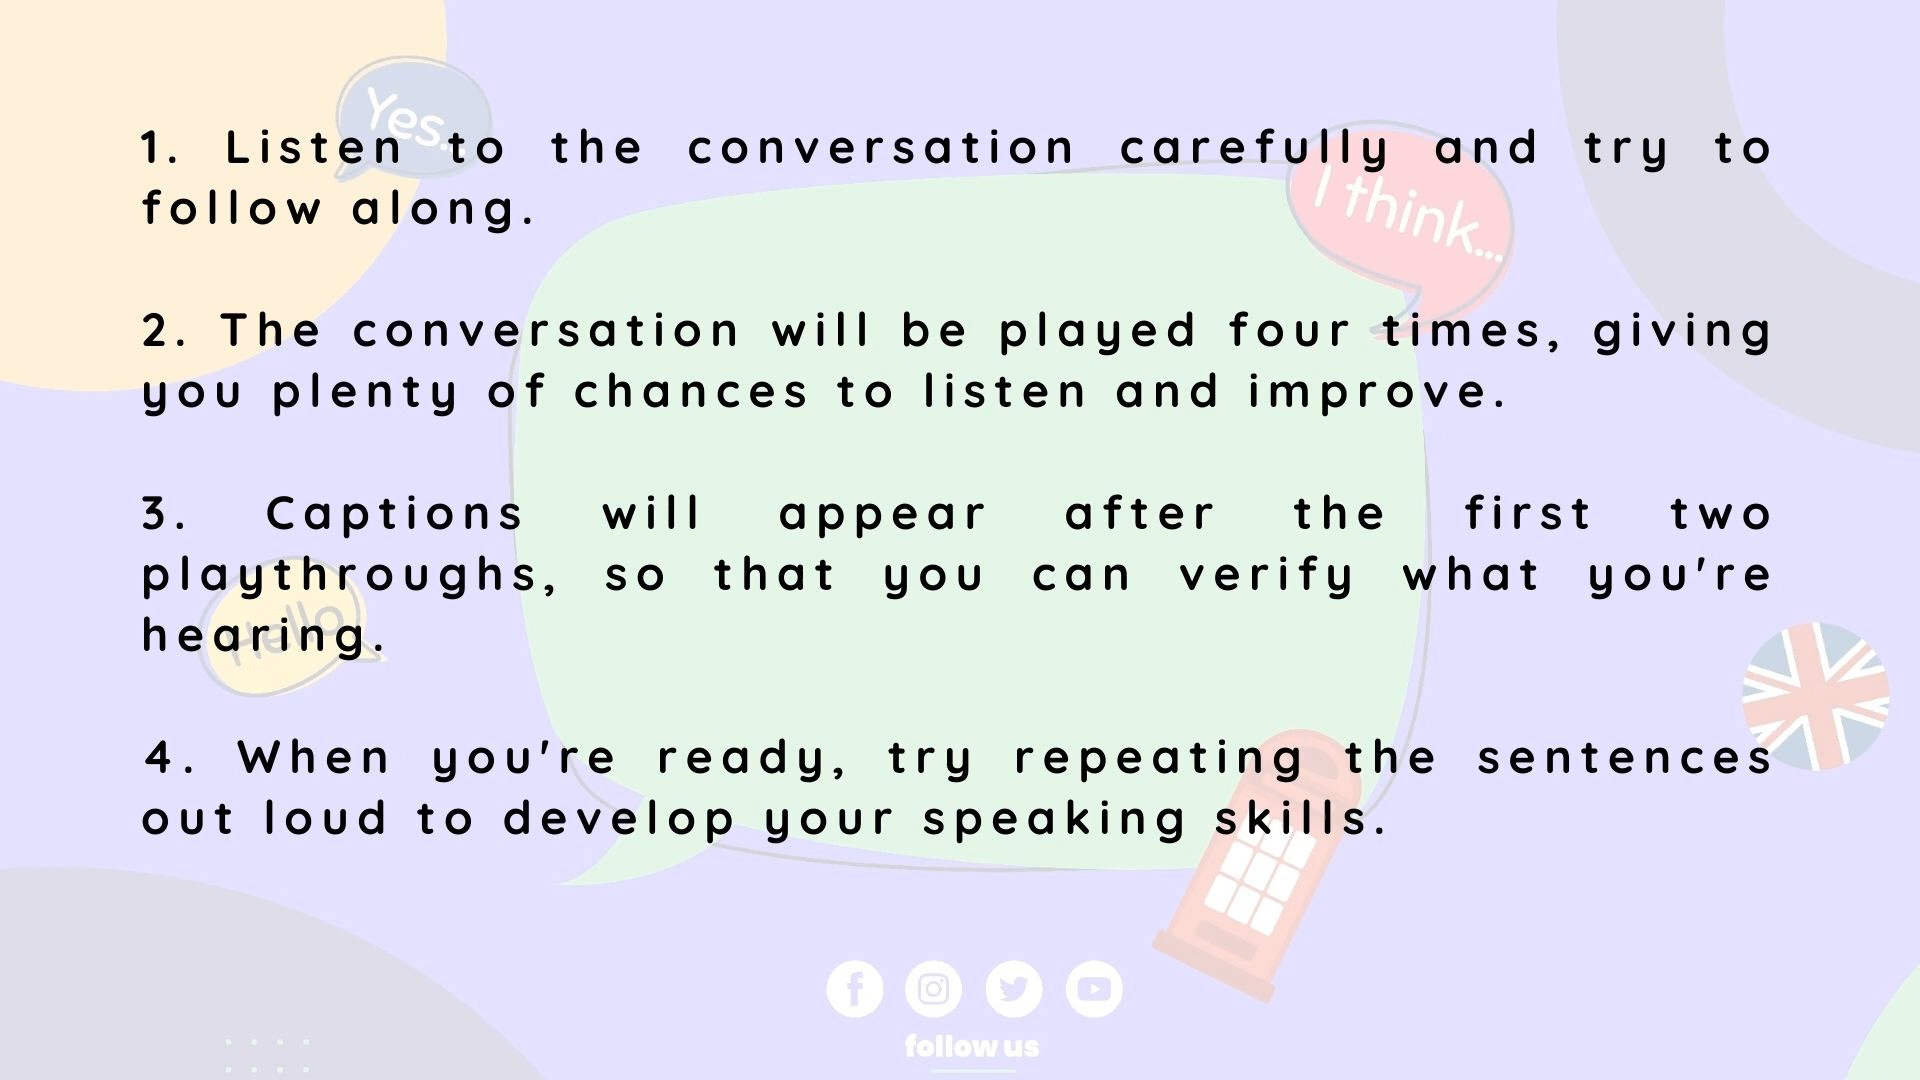 Yes...
1. Listen to the conversation carefully and try to
follow along.
I think...
2. The conversation will be played four times, giving
you plenty of chances to listen and improve.
3. Captions will appear after the first two
playthroughs, so that you can verify what you're
hearing.
Hello
4. When you're ready, try repeating the sentences
out loud to develop your speaking skills.
follow us